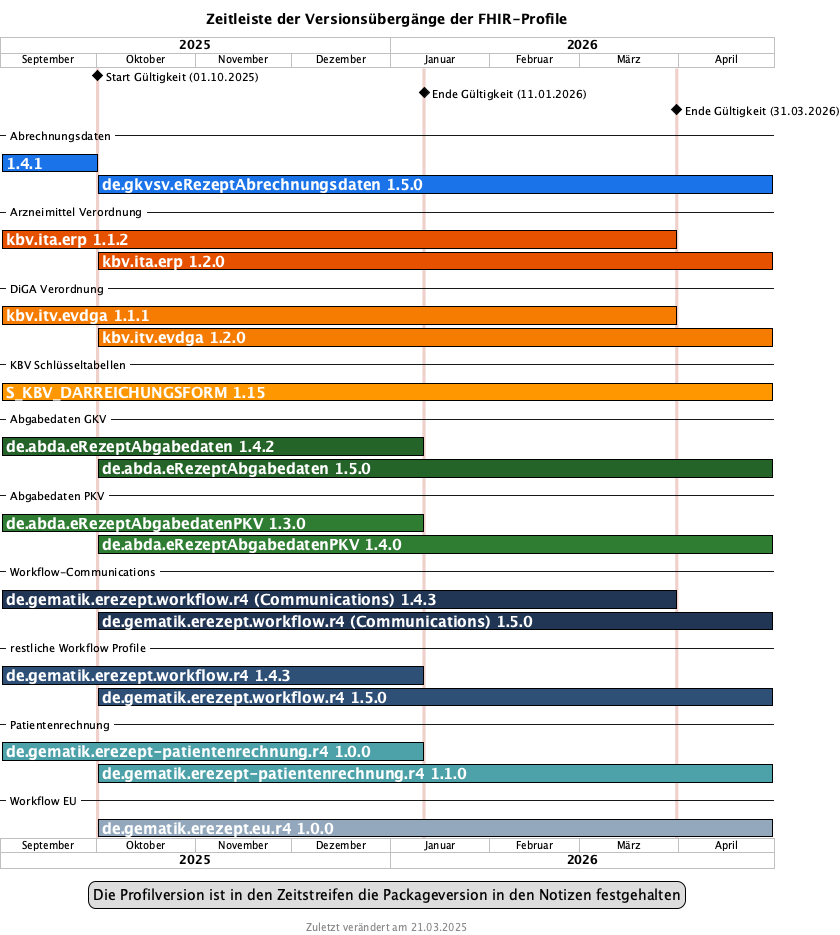 Zeitleiste der Versionsübergänge der FHIR-Profile
2025 2026
September Oktober November Dezember Januar Februar März April
Start Gültigkeit (01.10.2025)
Ende Gültigkeit (11.01.2026)
Ende Gültigkeit (31.03.2026)
Abrechnungsdaten
1.4.1
de.gkvsv.eRezeptAbrechnungsdaten 1.5.0
Arzneimittel Verordnung
kbv.ita.erp 1.1.2
kbv.ita.erp 1.2.0
DiGA Verordnung
kbv.itv.evdga 1.1.1
kbv.itv.evdga 1.2.0
KBV Schlüsseltabellen
S_KBV_DARREICHUNGSFORM 1.15
Abgabedaten GKV
de.abda.eRezeptAbgabedaten 1.4.2
de.abda.eRezeptAbgabedaten 1.5.0
Abgabedaten PKV
de.abda.eRezeptAbgabedatenPKV 1.3.0
de.abda.eRezeptAbgabedatenPKV 1.4.0
Workflow-Communications
de.gematik.erezept.workflow.r4 (Communications) 1.4.3
de.gematik.erezept.workflow.r4 (Communications) 1.5.0
restliche Workflow Profile
de.gematik.erezept.workflow.r4 1.4.3
de.gematik.erezept.workflow.r4 1.5.0
Patientenrechnung
de.gematik.erezept-patientenrechnung.r4 1.0.0
de.gematik.erezept-patientenrechnung.r4 1.1.0
Workflow EU
de.gematik.erezept.eu.r4 1.0.0
September Oktober November Dezember Januar Februar März April
2025 2026
Die Profilversion ist in den Zeitstreifen die Packageversion in den Notizen festgehalten
Zuletzt verändert am 21.03.2025